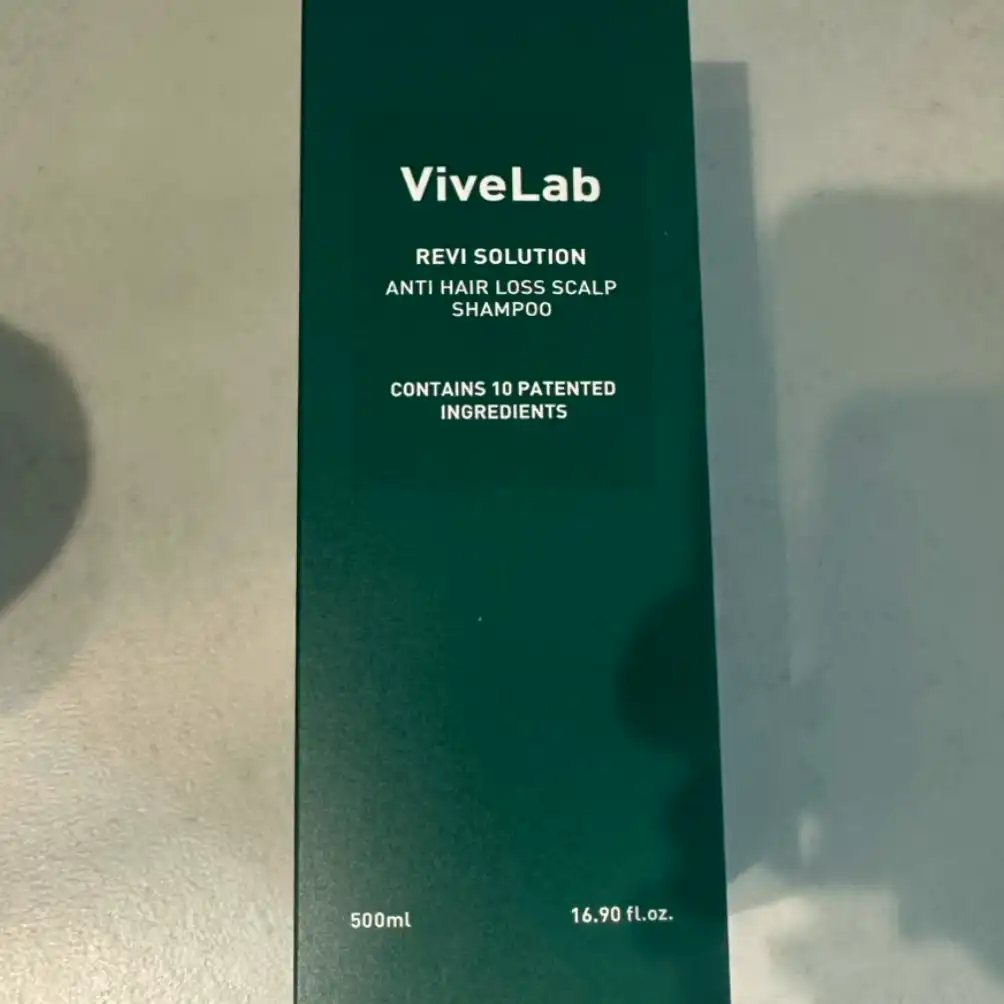 ViveLab
REVI SOLUTION
ANTI HAIR LOSS SCALP
SHAMPOO
CONTAINS 10 PATENTED
INGREDIENTS
500ml 16.90 fl.oz.